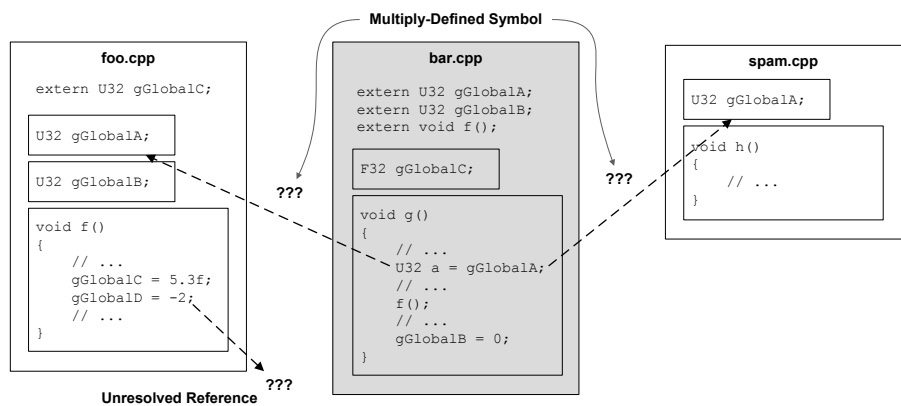 Multiply-Defined Symbol
foo.cpp
extern U32 gGlobalC;
U32 gGlobalA;
U32 gGlobalB;
void f()
{
// ...
gGlobalC = 5.3f;
gGlobalD = -2;
// ...
}
???
Unresolved Reference
???
bar.cpp
extern U32 gGlobalA;
extern U32 gGlobalB;
extern void f();
F32 gGlobalC;
void g()
{
// ...
U32 a = gGlobalA;
// ...
f();
// ...
gGlobalB = 0;
}
???
spam.cpp
U32 gGlobalA;
void h()
{
// ...
}